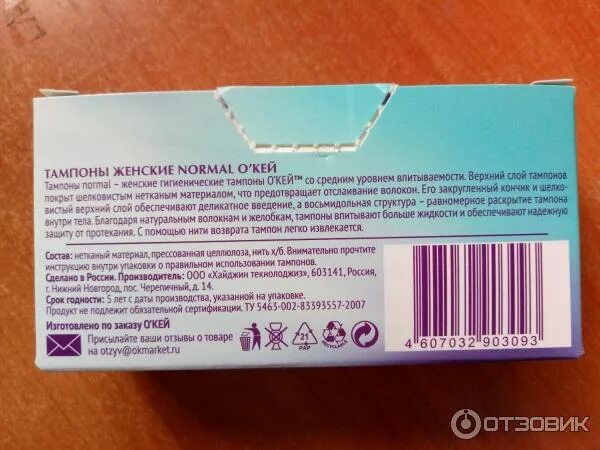 ТАМПОНЫ ЖЕНСКИЕ NORMAL О'КЕЙ
Тампоны normal – женские гигиенические тампоны О'КЕЙ™ со средним уровнем впитываемости. Верхний слой тампонов
покрыт шелковистым нетканым материалом, что предотвращает отслаивание волокон. Его закругленный кончик и шелко-
вистый верхний слой обеспечивают деликатное введение, а восьмидольная структура – равномерное раскрытие тампона
внутри тела. Благодаря натуральным волокнам и желобкам, тампоны впитывают больше жидкости и обеспечивают надежную
защиту от протекания. С помощью нити возврата тампон легко извлекается.
Состав: нетканый материал, прессованная целлюлоза, нить х/б. Внимательно прочтите
инструкцию внутри упаковки о правильном использовании тампонов.
Сделано в России. Производитель: ООО «Хайджин текнолоджиз», 603141, Россия,
г. Нижний Новгород, пос. Черепичный, д. 14.
Срок годности: 5 лет с даты производства, указанной на упаковке.
Продукт не подлежит обязательной сертификации. ТУ 5463-002-83393557-2007
Изготовлено по заказу О'КЕЙ
Присылайте ваши отзывы о товаре
на otzyv@okmarket.ru
21
PAP
RECYCLABLE
4 607032 903093
ОТЗОВИК